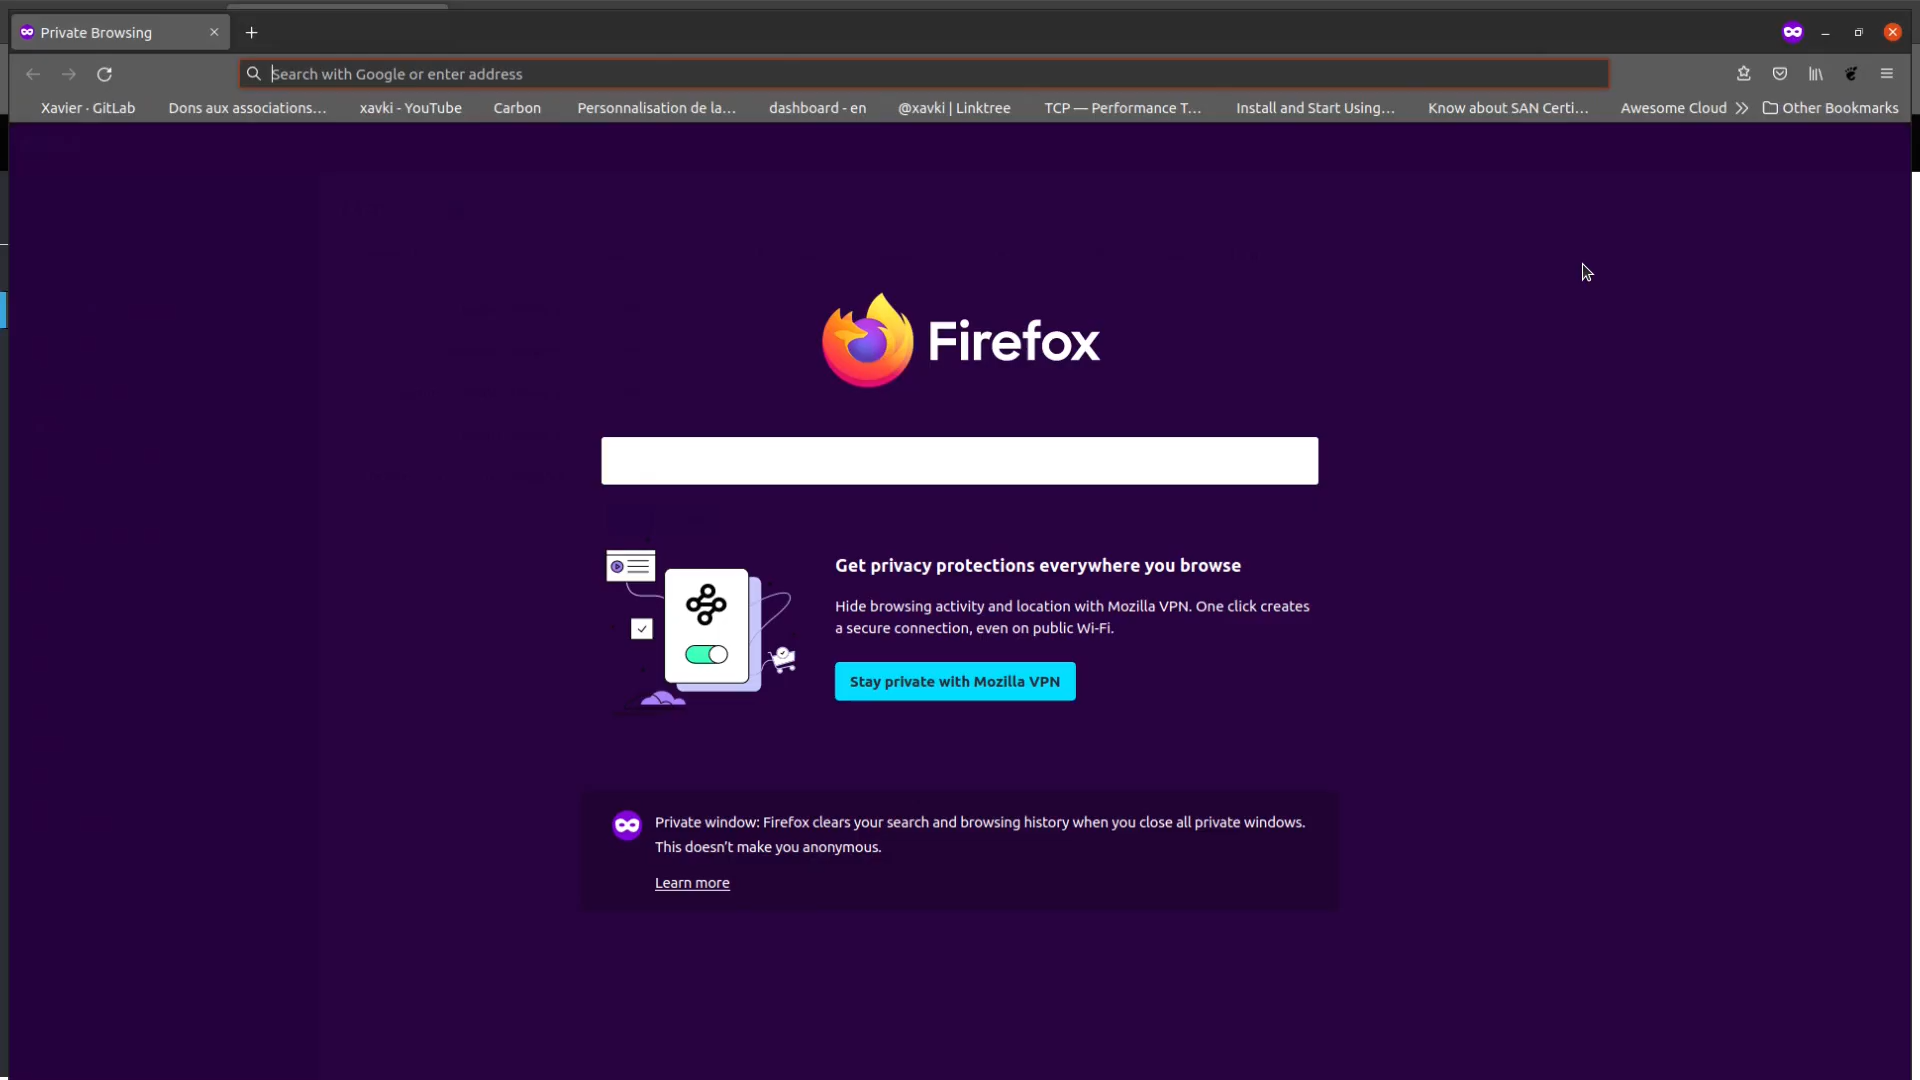 Private Browsing
Search with Google or enter address
Xavier · GitLab
Dons aux associations...
xavki - YouTube
Carbon
Personnalisation de la...
dashboard - en
@xavki | Linktree
TCP — Performance T...
Install and Start Using...
Know about SAN Certi...
Awesome Cloud
Other Bookmarks
Firefox
Get privacy protections everywhere you browse
Hide browsing activity and location with Mozilla VPN. One click creates
a secure connection, even on public Wi-Fi.
Stay private with Mozilla VPN
Private window: Firefox clears your search and browsing history when you close all private windows.
This doesn’t make you anonymous.
Learn more